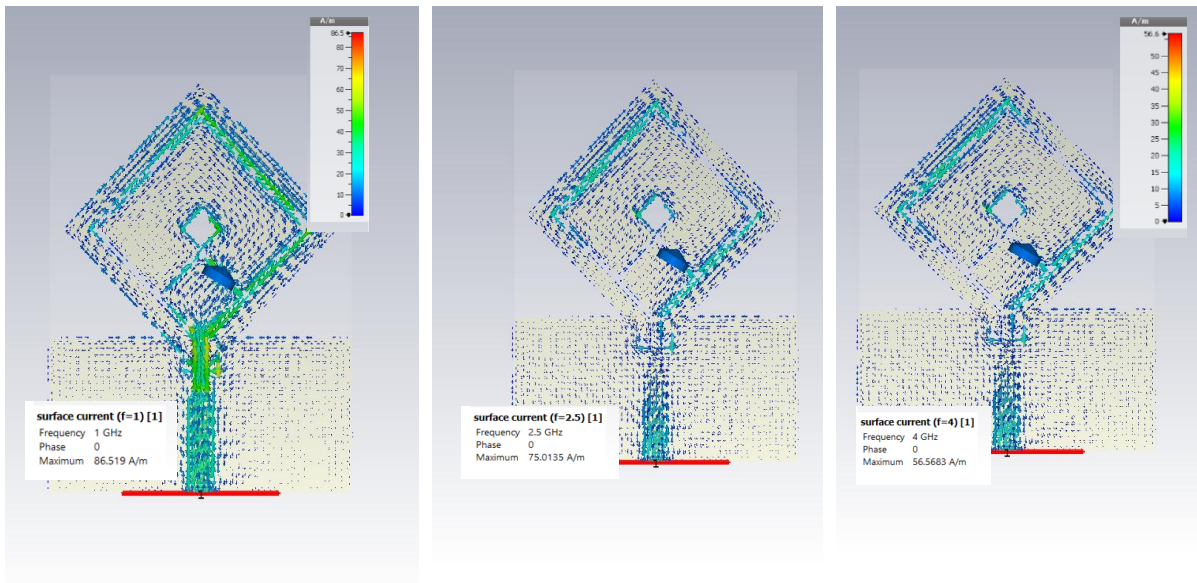 A/m
86.5
80
70
60
50
40
30
20
10
0
surface current (f=1) [1]
Frequency 1 GHz
Phase 0
Maximum 86.519 A/m
1
surface current (f=2.5) [1]
Frequency 2.5 GHz
Phase 0
Maximum 75.0135 A/m
1
A/m
56.6
50
45
40
35
30
25
20
15
10
5
0
surface current (f=4) [1]
Frequency 4 GHz
Phase 0
Maximum 56.5683 A/m
1